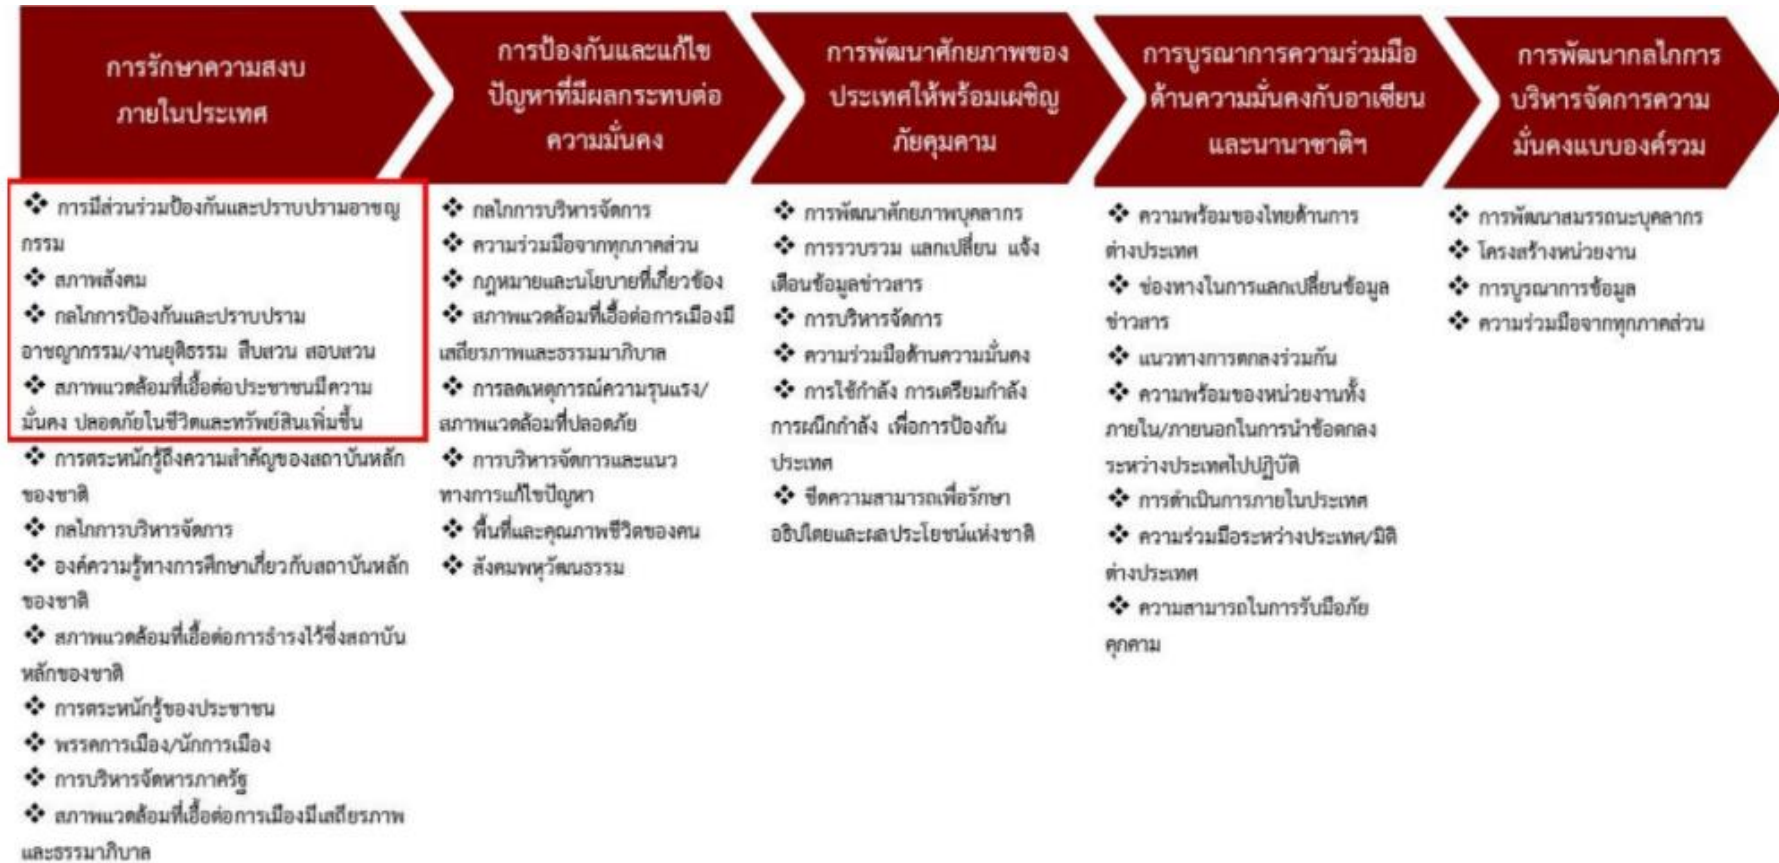 การรักษาความสงบ
ภายในประเทศ
การป้องกันและแก้ไข
ปัญหาที่มีผลกระทบต่อ
ความมั่นคง
การพัฒนาศักยภาพของ
ประเทศให้พร้อมเผชิญ
ภัยคุมคาม
การบูรณาการความร่วมมือ
ด้านความมั่นคงกับอาเซียน
และนานาชาติฯ
การพัฒนากลไกการ
บริหารจัดการความ
มั่นคงแบบองค์รวม
❖ การมีส่วนร่วมป้องกันและปราบปรามอาชญ
กรรม
❖ สภาพสังคม
❖ กลไกการป้องกันและปราบปราม
อาชญากรรม/งานยุติธรรม สืบสวน สอบสวน
❖ สภาพแวดล้อมที่เอื้อต่อประชาชนมีความ
มั่นคง ปลอดภัยในชีวิตและทรัพย์สินเพิ่มขึ้น
❖ การตระหนักรู้ถึงความสำคัญของสถาบันหลัก
ของชาติ
❖ กลไกการบริหารจัดการ
❖ องค์ความรู้ทางการศึกษาเกี่ยวกับสถาบันหลัก
ของชาติ
❖ สภาพแวดล้อมที่เอื้อต่อการธำรงไว้ซึ่งสถาบัน
หลักของชาติ
❖ การตระหนักรู้ของประชาชน
❖ พรรคการเมือง/นักการเมือง
❖ การบริหารจัดหารภาครัฐ
❖ สภาพแวดล้อมที่เอื้อต่อการเมืองมีเสถียรภาพ
และธรรมาภิบาล
❖ กลไกการบริหารจัดการ
❖ ความร่วมมือจากทุกภาคส่วน
❖ กฎหมายและนโยบายที่เกี่ยวข้อง
❖ สภาพแวดล้อมที่เอื้อต่อการเมืองมี
เสถียรภาพและธรรมมาภิบาล
❖ การลดเหตุการณ์ความรุนแรง/
สภาพแวดล้อมที่ปลอดภัย
❖ การบริหารจัดการและแนว
ทางการแก้ไขปัญหา
❖ พื้นที่และคุณภาพชีวิตของคน
❖ สังคมพหุวัฒนธรรม
❖ การพัฒนาศักยภาพบุคลากร
❖ การรวบรวม แลกเปลี่ยน แจ้ง
เตือนข้อมูลข่าวสาร
❖ การบริหารจัดการ
❖ ความร่วมมือด้านความมั่นคง
❖ การใช้กำลัง การเตรียมกำลัง
การผนึกกำลัง เพื่อการป้องกัน
ประเทศ
❖ ขีดความสามารถเพื่อรักษา
อธิปไตยและผลประโยชน์แห่งชาติ
❖ ความพร้อมของไทยด้านการ
ต่างประเทศ
❖ ช่องทางในการแลกเปลี่ยนข้อมูล
ข่าวสาร
❖ แนวทางการตกลงร่วมกัน
❖ ความพร้อมของหน่วยงานทั้ง
ภายใน/ภายนอกในการนำข้อตกลง
ระหว่างประเทศไปปฏิบัติ
❖ การดำเนินการภายในประเทศ
❖ ความร่วมมือระหว่างประเทศ/มิติ
ต่างประเทศ
❖ ความสามารถในการรับมือภัย
คุกคาม
❖ การพัฒนาสมรรถนะบุคลากร
❖ โครงสร้างหน่วยงาน
❖ การบูรณาการข้อมูล
❖ ความร่วมมือจากทุกภาคส่วน